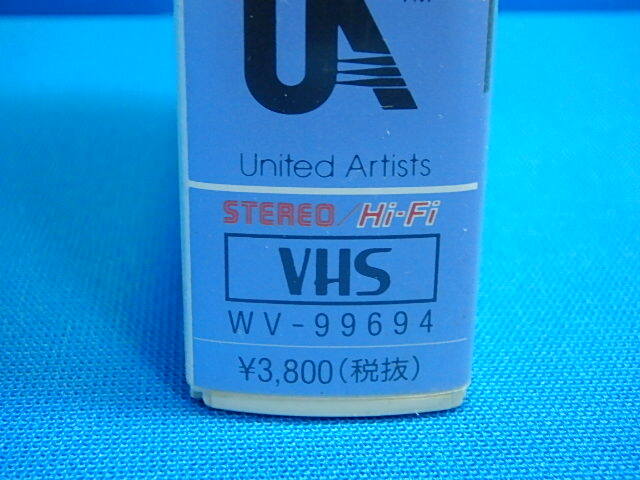 UA
United Artists
STEREO/Hi-Fi
VHS
WV-99694
¥3,800(税抜)